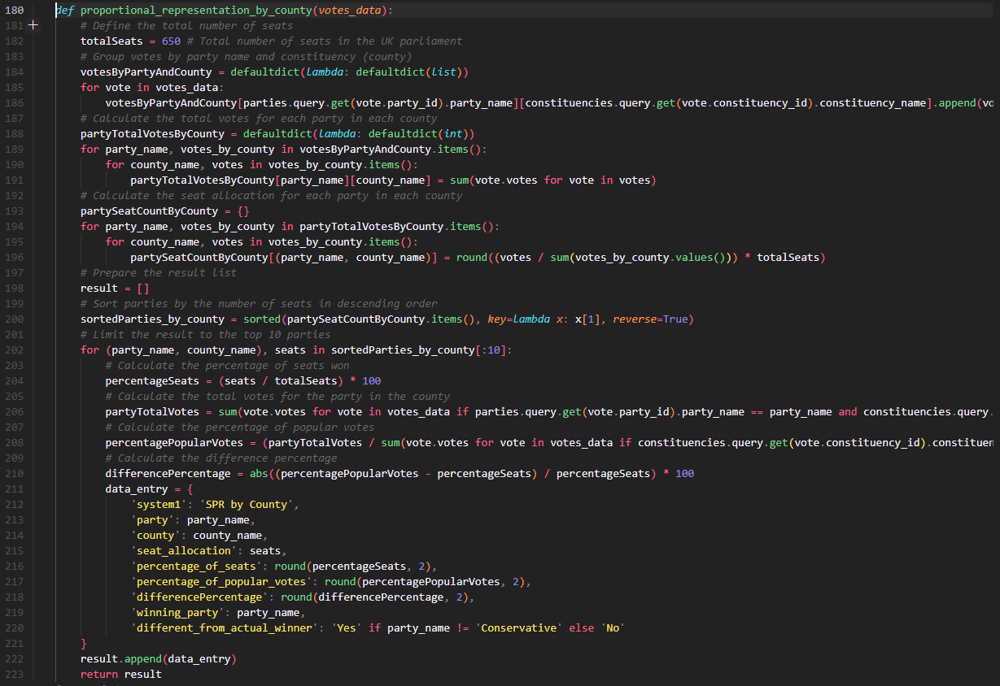 180 def proportional_representation_by_county(votes_data):
181 + # Define the total number of seats
182 totalSeats = 650 # Total number of seats in the UK parliament
183 # Group votes by party name and constituency (county)
184 votesByPartyAndCounty = defaultdict(lambda: defaultdict(list))
185 for vote in votes_data:
186 votesByPartyAndCounty[parties.query.get(vote.party_id).party_name][constituencies.query.get(vote.constituency_id).constituency_name].append(vo
187 # Calculate the total votes for each party in each county
188 partyTotalVotesByCounty = defaultdict(lambda: defaultdict(int))
189 for party_name, votes_by_county in votesByPartyAndCounty.items():
190 for county_name, votes in votes_by_county.items():
191 partyTotalVotesByCounty[party_name][county_name] = sum(vote.votes for vote in votes)
192 # Calculate the seat allocation for each party in each county
193 partySeatCountByCounty = {}
194 for party_name, votes_by_county in partyTotalVotesByCounty.items():
195 for county_name, votes in votes_by_county.items():
196 partySeatCountByCounty[(party_name, county_name)] = round((votes / sum(votes_by_county.values())) * totalSeats)
197 # Prepare the result list
198 result = []
199 # Sort parties by the number of seats in descending order
200 sortedParties_by_county = sorted(partySeatCountByCounty.items(), key=lambda x: x[1], reverse=True)
201 # Limit the result to the top 10 parties
202 for (party_name, county_name), seats in sortedParties_by_county[:10]:
203 # Calculate the percentage of seats won
204 percentageSeats = (seats / totalSeats) * 100
205 # Calculate the total votes for the party in the county
206 partyTotalVotes = sum(vote.votes for vote in votes_data if parties.query.get(vote.party_id).party_name == party_name and constituencies.query.
207 # Calculate the percentage of popular votes
208 percentagePopularVotes = (partyTotalVotes / sum(vote.votes for vote in votes_data if constituencies.query.get(vote.constituency_id).constituen
209 # Calculate the difference percentage
210 differencePercentage = abs((percentagePopularVotes - percentageSeats) / percentageSeats) * 100
211 data_entry = {
212 'system1': 'SPR by County',
213 'party': party_name,
214 'county': county_name,
215 'seat_allocation': seats,
216 'percentage_of_seats': round(percentageSeats, 2),
217 'percentage_of_popular_votes': round(percentagePopularVotes, 2),
218 'differencePercentage': round(differencePercentage, 2),
219 'winning_party': party_name,
220 'different_from_actual_winner': 'Yes' if party_name != 'Conservative' else 'No'
221 }
222 result.append(data_entry)
223 return result